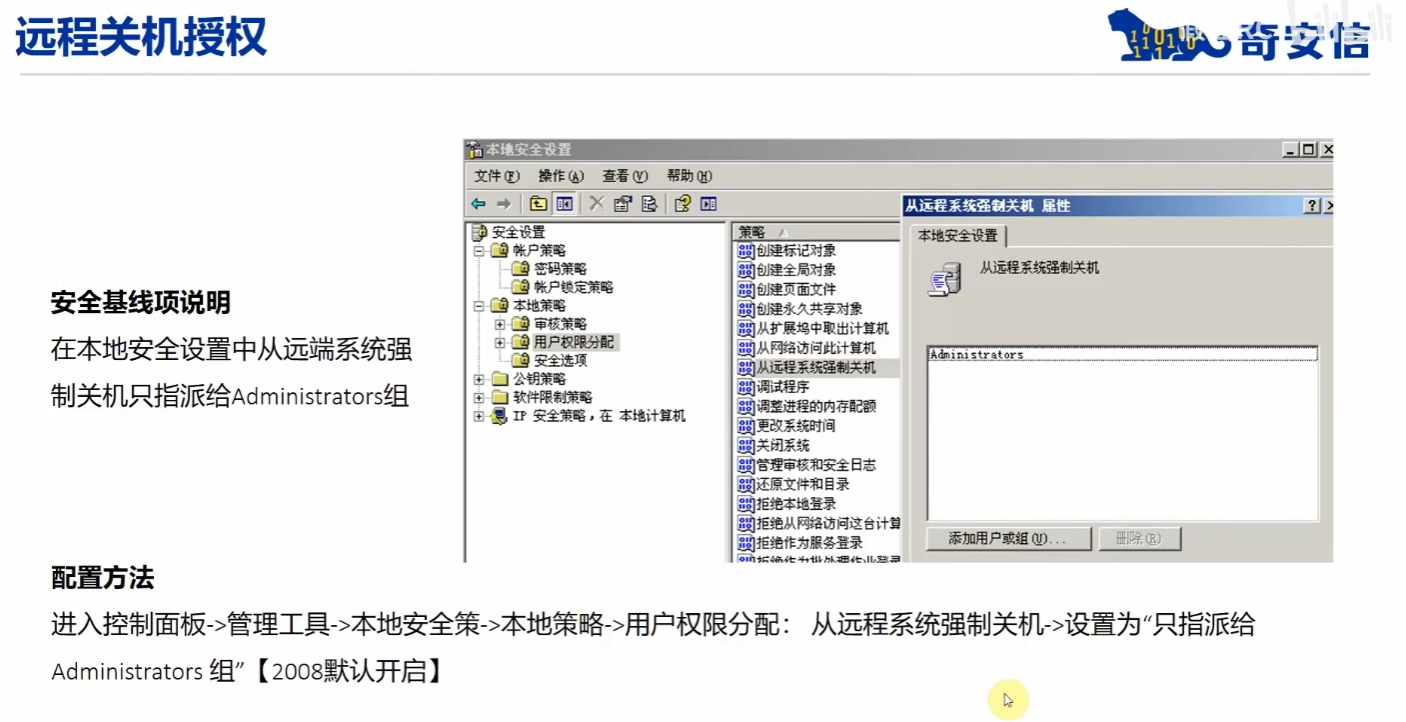 远程关机授权
奇安信
bilibili
本地安全设置
文件(F) 操作(A) 查看(V) 帮助(H)
安全设置
帐户策略
密码策略
帐户锁定策略
本地策略
审核策略
用户权限分配
安全选项
公钥策略
软件限制策略
IP 安全策略，在 本地计算机
策略
创建标记对象
创建全局对象
创建页面文件
创建永久共享对象
从扩展坞中取出计算机
从网络访问此计算机
从远程系统强制关机
调试程序
调整进程的内存配额
更改系统时间
关闭系统
管理审核和安全日志
还原文件和目录
拒绝本地登录
拒绝从网络访问这台计算
拒绝作为服务登录
拒绝作为批处理作业登录
从远程系统强制关机 属性
本地安全设置
从远程系统强制关机
Administrators
添加用户或组(U)... 删除(R)
安全基线项说明
在本地安全设置中从远端系统强
制关机只指派给Administrators组
配置方法
进入控制面板->管理工具->本地安全策->本地策略->用户权限分配： 从远程系统强制关机->设置为“只指派给
Administrators 组”【2008默认开启】